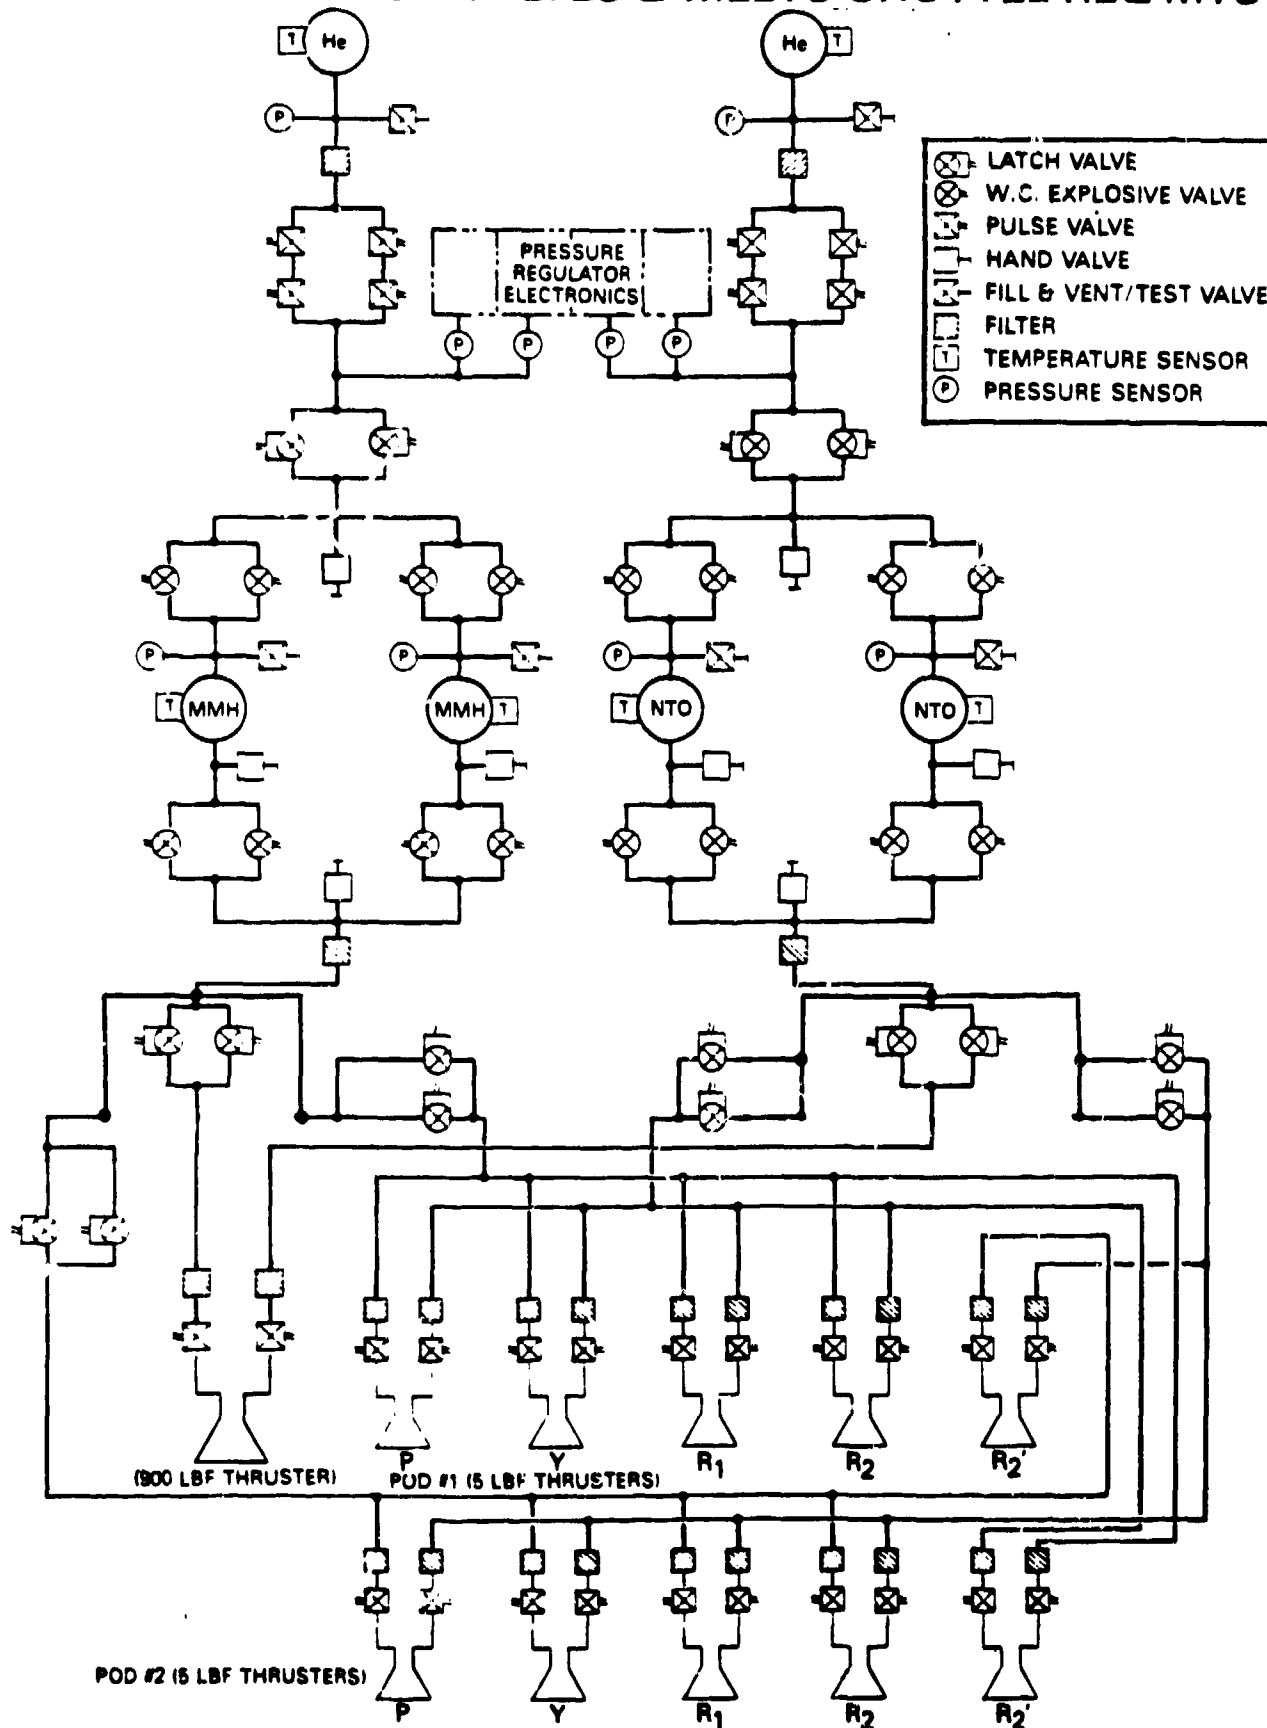 T He
He T
P
P
LATCH VALVE
W.C. EXPLOSIVE VALVE
PULSE VALVE
HAND VALVE
FILL & VENT/TEST VALVE
FILTER
T TEMPERATURE SENSOR
P PRESSURE SENSOR
PRESSURE
REGULATOR
ELECTRONICS
P P P P
P P P P
T MMH MMH T T NTO NTO T
(900 LBF THRUSTER)
P Y R1 R2 R2'
POD #1 (5 LBF THRUSTERS)
POD #2 (5 LBF THRUSTERS)
P Y R1 R2 R2'